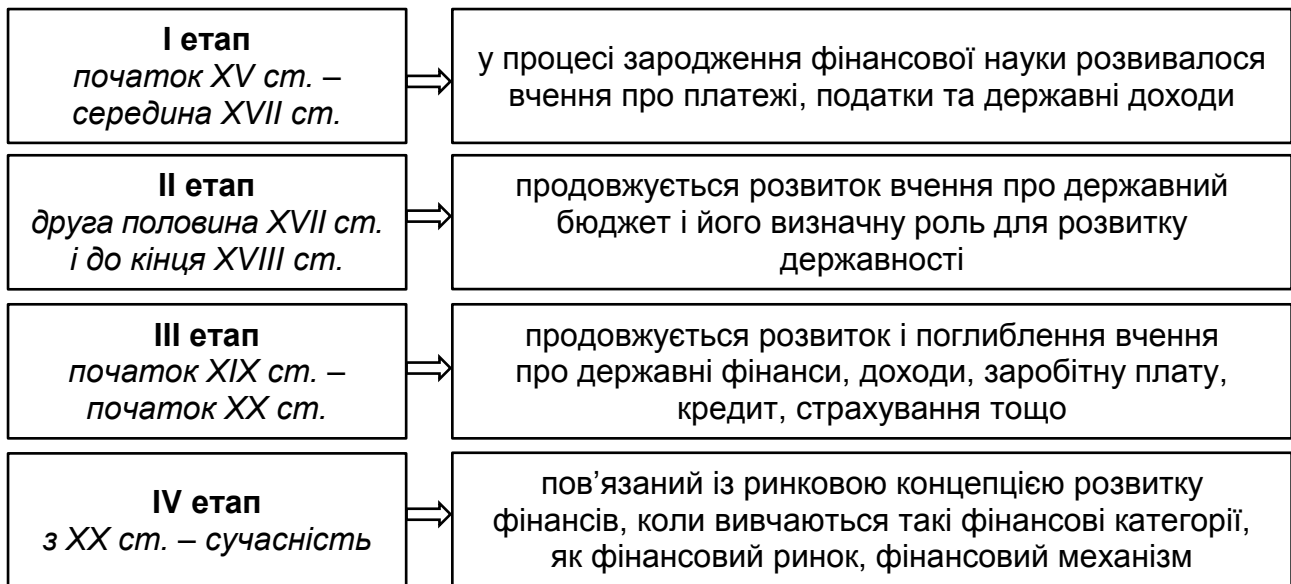 I етап
початок XV ст. –
середина XVII ст.
у процесі зародження фінансової науки розвивалося
вчення про платежі, податки та державні доходи
II етап
друга половина XVII ст.
і до кінця XVIII ст.
продовжується розвиток вчення про державний
бюджет і його визначну роль для розвитку
державності
III етап
початок XIX ст. –
початок XX ст.
продовжується розвиток і поглиблення вчення
про державні фінанси, доходи, заробітну плату,
кредит, страхування тощо
IV етап
з XX ст. – сучасність
пов’язаний із ринковою концепцією розвитку
фінансів, коли вивчаються такі фінансові категорії,
як фінансовий ринок, фінансовий механізм